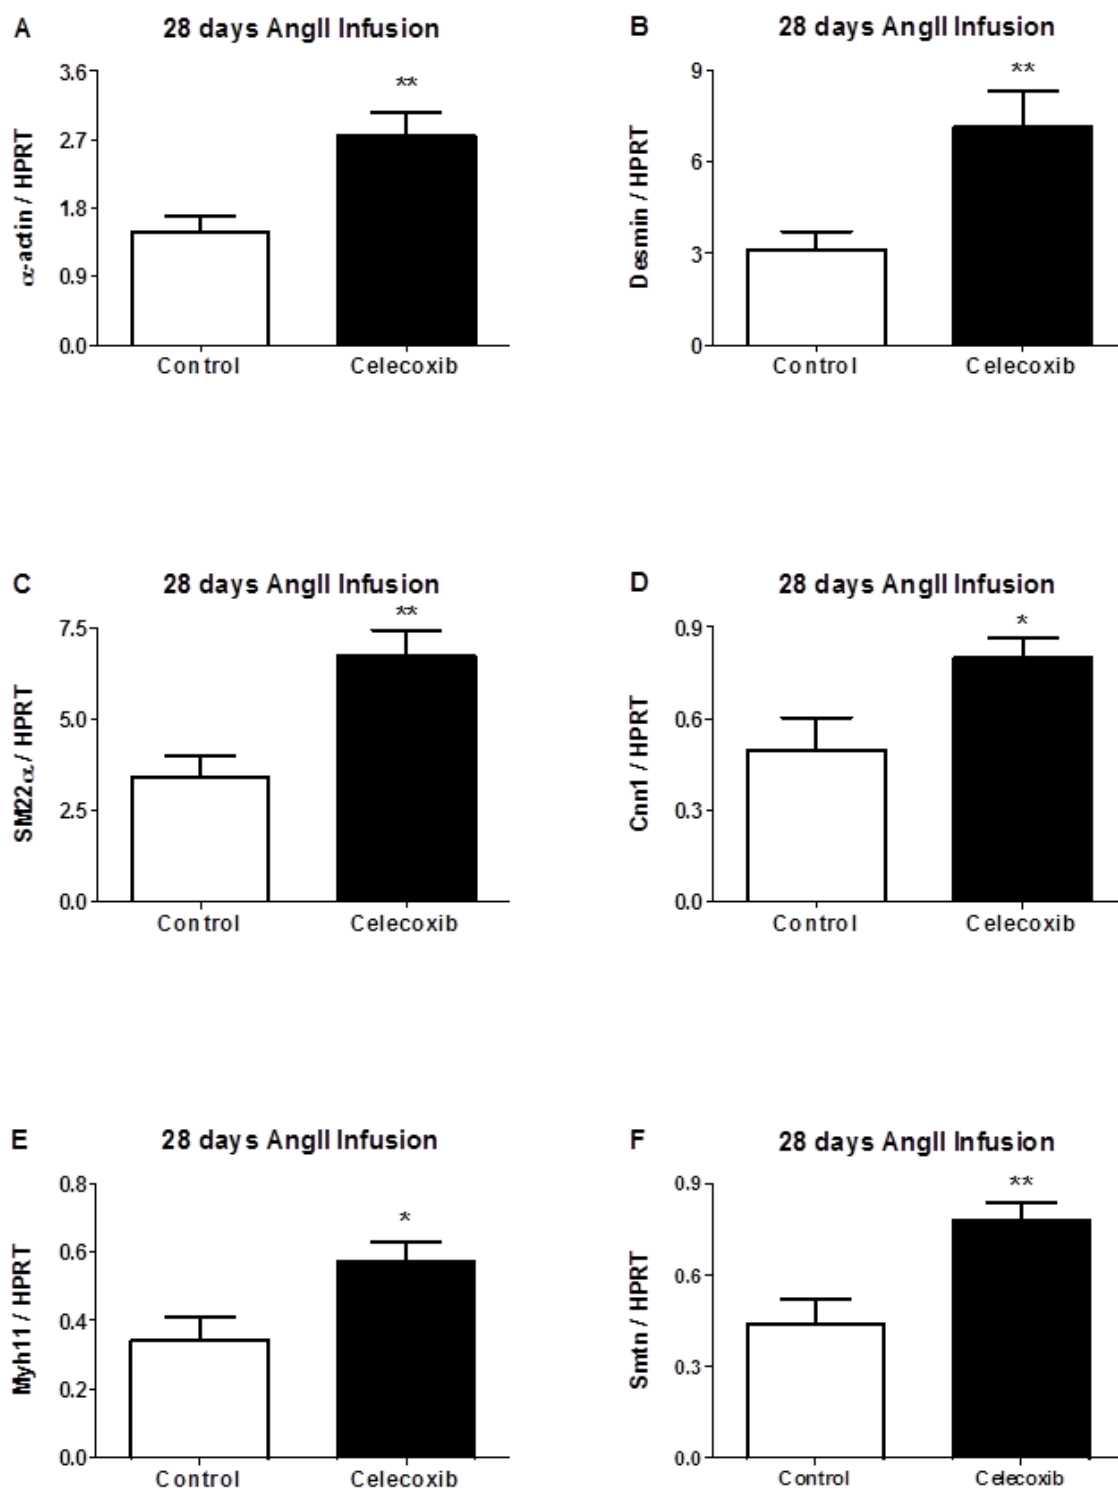 A
28 days AngII Infusion
α-actin / HPRT
3.6
2.7
1.8
0.9
0.0
**
Control
Celecoxib
B
28 days AngII Infusion
Desmin / HPRT
9
6
3
0
**
Control
Celecoxib
C
28 days AngII Infusion
SM22α / HPRT
7.5
5.0
2.5
0.0
**
Control
Celecoxib
D
28 days AngII Infusion
Cnn1 / HPRT
0.9
0.6
0.3
0.0
*
Control
Celecoxib
E
28 days AngII Infusion
Myh11 / HPRT
0.8
0.6
0.4
0.2
0.0
*
Control
Celecoxib
F
28 days AngII Infusion
Smtn / HPRT
0.9
0.6
0.3
0.0
**
Control
Celecoxib